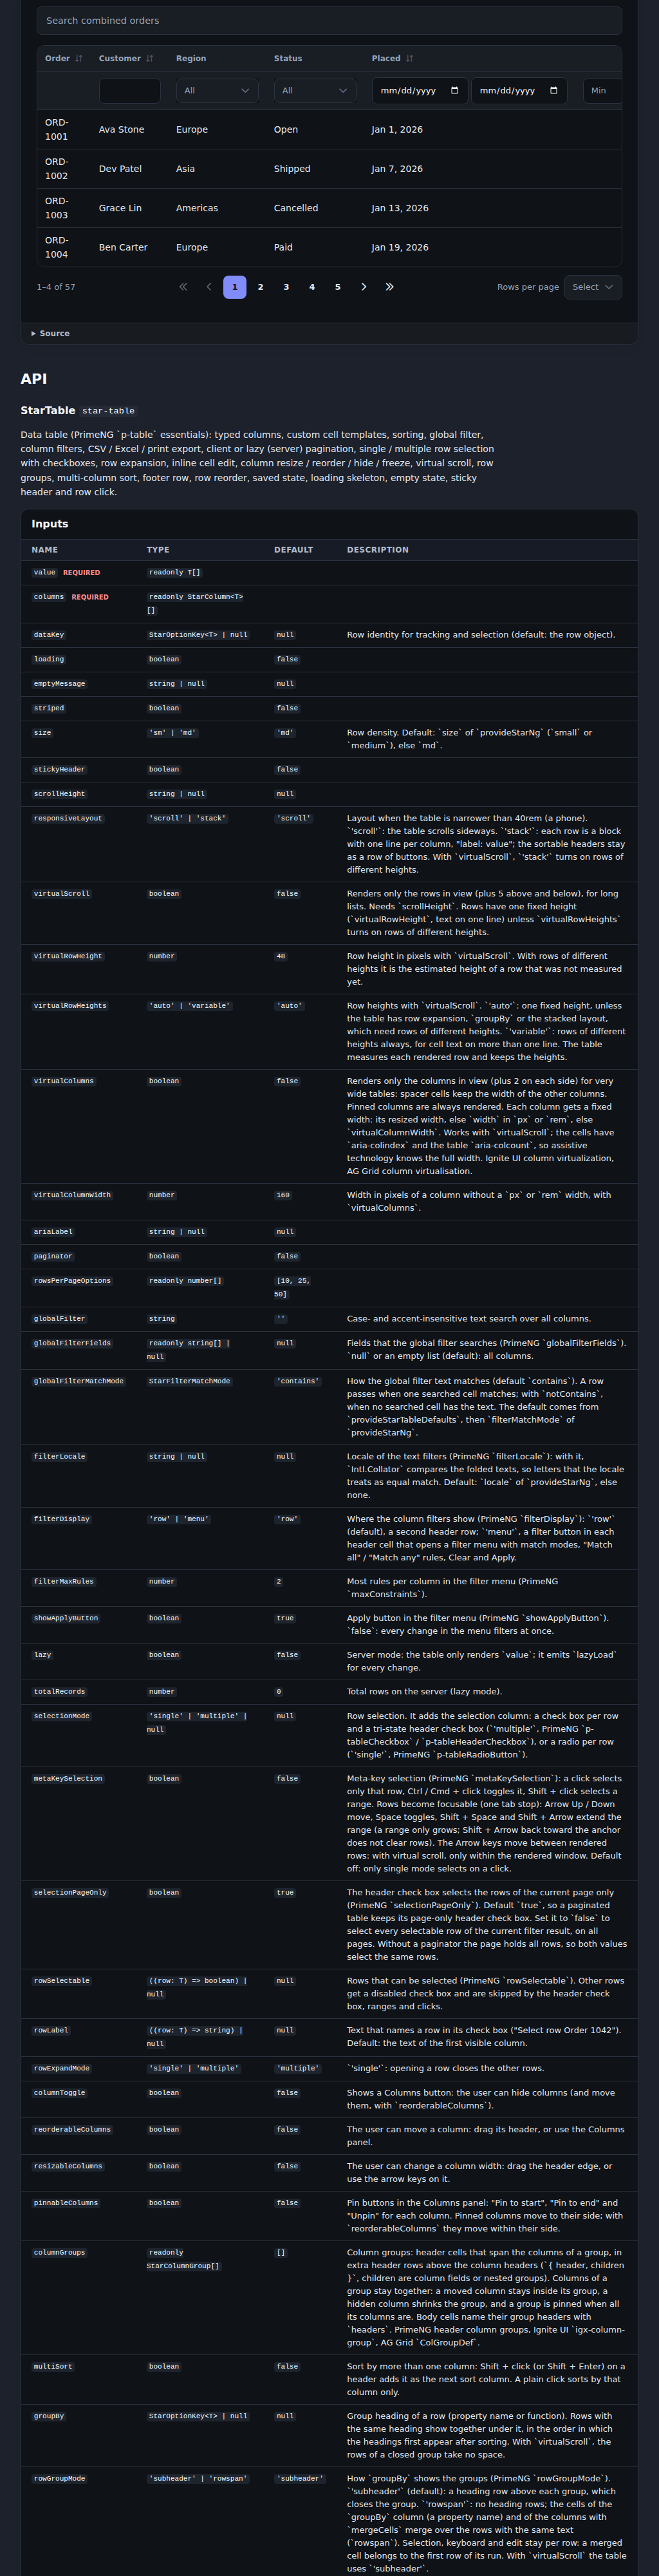 Search combined orders
Order Customer Region Status Placed
All All mm/dd/yyyy mm/dd/yyyy Min
ORD-
1001 Ava Stone Europe Open Jan 1, 2026
ORD-
1002 Dev Patel Asia Shipped Jan 7, 2026
ORD-
1003 Grace Lin Americas Cancelled Jan 13, 2026
ORD-
1004 Ben Carter Europe Paid Jan 19, 2026
1–4 of 57 1 2 3 4 5 Rows per page Select
Source
API
StarTable star-table
Data table (PrimeNG `p-table` essentials): typed columns, custom cell templates, sorting, global filter,
column filters, CSV / Excel / print export, client or lazy (server) pagination, single / multiple row selection
with checkboxes, row expansion, inline cell edit, column resize / reorder / hide / freeze, virtual scroll, row
groups, multi-column sort, footer row, row reorder, saved state, loading skeleton, empty state, sticky
header and row click.
Inputs
NAME TYPE DEFAULT DESCRIPTION
value REQUIRED readonly T[]
columns REQUIRED readonly StarColumn<T>
[]
dataKey StarOptionKey<T> | null null Row identity for tracking and selection (default: the row object).
loading boolean false
emptyMessage string | null null
striped boolean false
size 'sm' | 'md' 'md' Row density. Default: `size` of `provideStarNg` (`small` or
`medium`), else `md`.
stickyHeader boolean false
scrollHeight string | null null
responsiveLayout 'scroll' | 'stack' 'scroll' Layout when the table is narrower than 40rem (a phone).
`'scroll'`: the table scrolls sideways. `'stack'`: each row is a block
with one line per column, "label: value"; the sortable headers stay
as a row of buttons. With `virtualScroll`, `'stack'` turns on rows of
different heights.
virtualScroll boolean false Renders only the rows in view (plus 5 above and below), for long
lists. Needs `scrollHeight`. Rows have one fixed height
(`virtualRowHeight`, text on one line) unless `virtualRowHeights`
turns on rows of different heights.
virtualRowHeight number 48 Row height in pixels with `virtualScroll`. With rows of different
heights it is the estimated height of a row that was not measured
yet.
virtualRowHeights 'auto' | 'variable' 'auto' Row heights with `virtualScroll`. `'auto'`: one fixed height, unless
the table has row expansion, `groupBy` or the stacked layout,
which need rows of different heights. `'variable'`: rows of different
heights always, for cell text on more than one line. The table
measures each rendered row and keeps the heights.
virtualColumns boolean false Renders only the columns in view (plus 2 on each side) for very
wide tables: spacer cells keep the width of the other columns.
Pinned columns are always rendered. Each column gets a fixed
width: its resized width, else `width` in `px` or `rem`, else
`virtualColumnWidth`. Works with `virtualScroll`; the cells have
`aria-colindex` and the table `aria-colcount`, so assistive
technology knows the full width. Ignite UI column virtualization,
AG Grid column virtualisation.
virtualColumnWidth number 160 Width in pixels of a column without a `px` or `rem` width, with
`virtualColumns`.
ariaLabel string | null null
paginator boolean false
rowsPerPageOptions readonly number[] [10, 25,
50]
globalFilter string '' Case- and accent-insensitive text search over all columns.
globalFilterFields readonly string[] |
null null Fields that the global filter searches (PrimeNG `globalFilterFields`).
`null` or an empty list (default): all columns.
globalFilterMatchMode StarFilterMatchMode 'contains' How the global filter text matches (default `contains`). A row
passes when one searched cell matches; with `notContains`,
when no searched cell has the text. The default comes from
`provideStarTableDefaults`, then `filterMatchMode` of
`provideStarNg`.
filterLocale string | null null Locale of the text filters (PrimeNG `filterLocale`): with it,
`Intl.Collator` compares the folded texts, so letters that the locale
treats as equal match. Default: `locale` of `provideStarNg`, else
none.
filterDisplay 'row' | 'menu' 'row' Where the column filters show (PrimeNG `filterDisplay`): `'row'`
(default), a second header row; `'menu'`, a filter button in each
header cell that opens a filter menu with match modes, "Match
all" / "Match any" rules, Clear and Apply.
filterMaxRules number 2 Most rules per column in the filter menu (PrimeNG
`maxConstraints`).
showApplyButton boolean true Apply button in the filter menu (PrimeNG `showApplyButton`).
`false`: every change in the menu filters at once.
lazy boolean false Server mode: the table only renders `value`; it emits `lazyLoad`
for every change.
totalRecords number 0 Total rows on the server (lazy mode).
selectionMode 'single' | 'multiple' |
null null Row selection. It adds the selection column: a check box per row
and a tri-state header check box (`'multiple'`, PrimeNG `p-
tableCheckbox` / `p-tableHeaderCheckbox`), or a radio per row
(`'single'`, PrimeNG `p-tableRadioButton`).
metaKeySelection boolean false Meta-key selection (PrimeNG `metaKeySelection`): a click selects
only that row, Ctrl / Cmd + click toggles it, Shift + click selects a
range. Rows become focusable (one tab stop): Arrow Up / Down
move, Space toggles, Shift + Space and Shift + Arrow extend the
range (a range only grows; Shift + Arrow back toward the anchor
does not clear rows). The Arrow keys move between rendered
rows: with virtual scroll, only within the rendered window. Default
off: only single mode selects on a click.
selectionPageOnly boolean true The header check box selects the rows of the current page only
(PrimeNG `selectionPageOnly`). Default `true`, so a paginated
table keeps its page-only header check box. Set it to `false` to
select every selectable row of the current filter result, on all
pages. Without a paginator the page holds all rows, so both values
select the same rows.
rowSelectable ((row: T) => boolean) |
null null Rows that can be selected (PrimeNG `rowSelectable`). Other rows
get a disabled check box and are skipped by the header check
box, ranges and clicks.
rowLabel ((row: T) => string) |
null null Text that names a row in its check box ("Select row Order 1042").
Default: the text of the first visible column.
rowExpandMode 'single' | 'multiple' 'multiple' `'single'`: opening a row closes the other rows.
columnToggle boolean false Shows a Columns button: the user can hide columns (and move
them, with `reorderableColumns`).
reorderableColumns boolean false The user can move a column: drag its header, or use the Columns
panel.
resizableColumns boolean false The user can change a column width: drag the header edge, or
use the arrow keys on it.
pinnableColumns boolean false Pin buttons in the Columns panel: "Pin to start", "Pin to end" and
"Unpin" for each column. Pinned columns move to their side; with
`reorderableColumns` they move within their side.
columnGroups readonly
StarColumnGroup[] [] Column groups: header cells that span the columns of a group, in
extra header rows above the column headers (`{ header, children
}`, children are column fields or nested groups). Columns of a
group stay together: a moved column stays inside its group, a
hidden column shrinks the group, and a group is pinned when all
its columns are. Body cells name their group headers with
`headers`. PrimeNG header column groups, Ignite UI `igx-column-
group`, AG Grid `ColGroupDef`.
multiSort boolean false Sort by more than one column: Shift + click (or Shift + Enter) on a
header adds it as the next sort column. A plain click sorts by that
column only.
groupBy StarOptionKey<T> | null null Group heading of a row (property name or function). Rows with
the same heading show together under it, in the order in which
the headings first appear after sorting. With `virtualScroll`, the
rows of a closed group take no space.
rowGroupMode 'subheader' | 'rowspan' 'subheader' How `groupBy` shows the groups (PrimeNG `rowGroupMode`).
`'subheader'` (default): a heading row above each group, which
closes the group. `'rowspan'`: no heading rows; the cells of the
`groupBy` column (a property name) and of the columns with
`mergeCells` merge over the rows with the same text
(`rowspan`). Selection, keyboard and edit stay per row: a merged
cell belongs to the first row of its run. With `virtualScroll` the table
uses `'subheader'`.